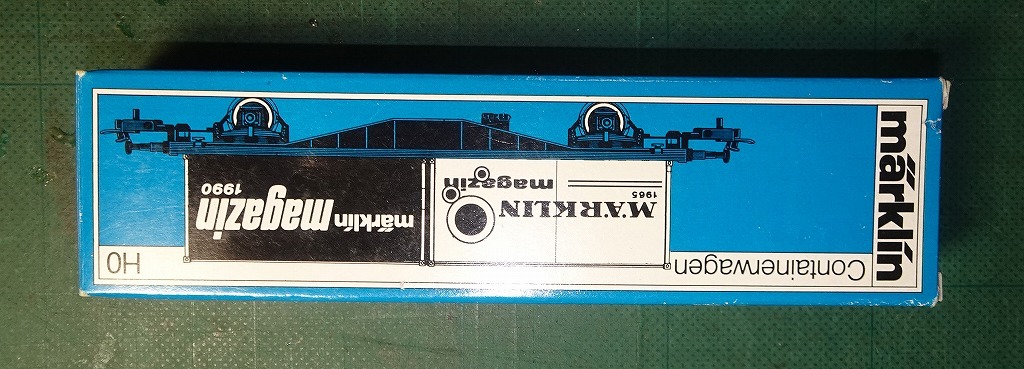 märklin
Containerwagen
H0
MÄRKLIN
magazin
1965
märklin
magazin
1990